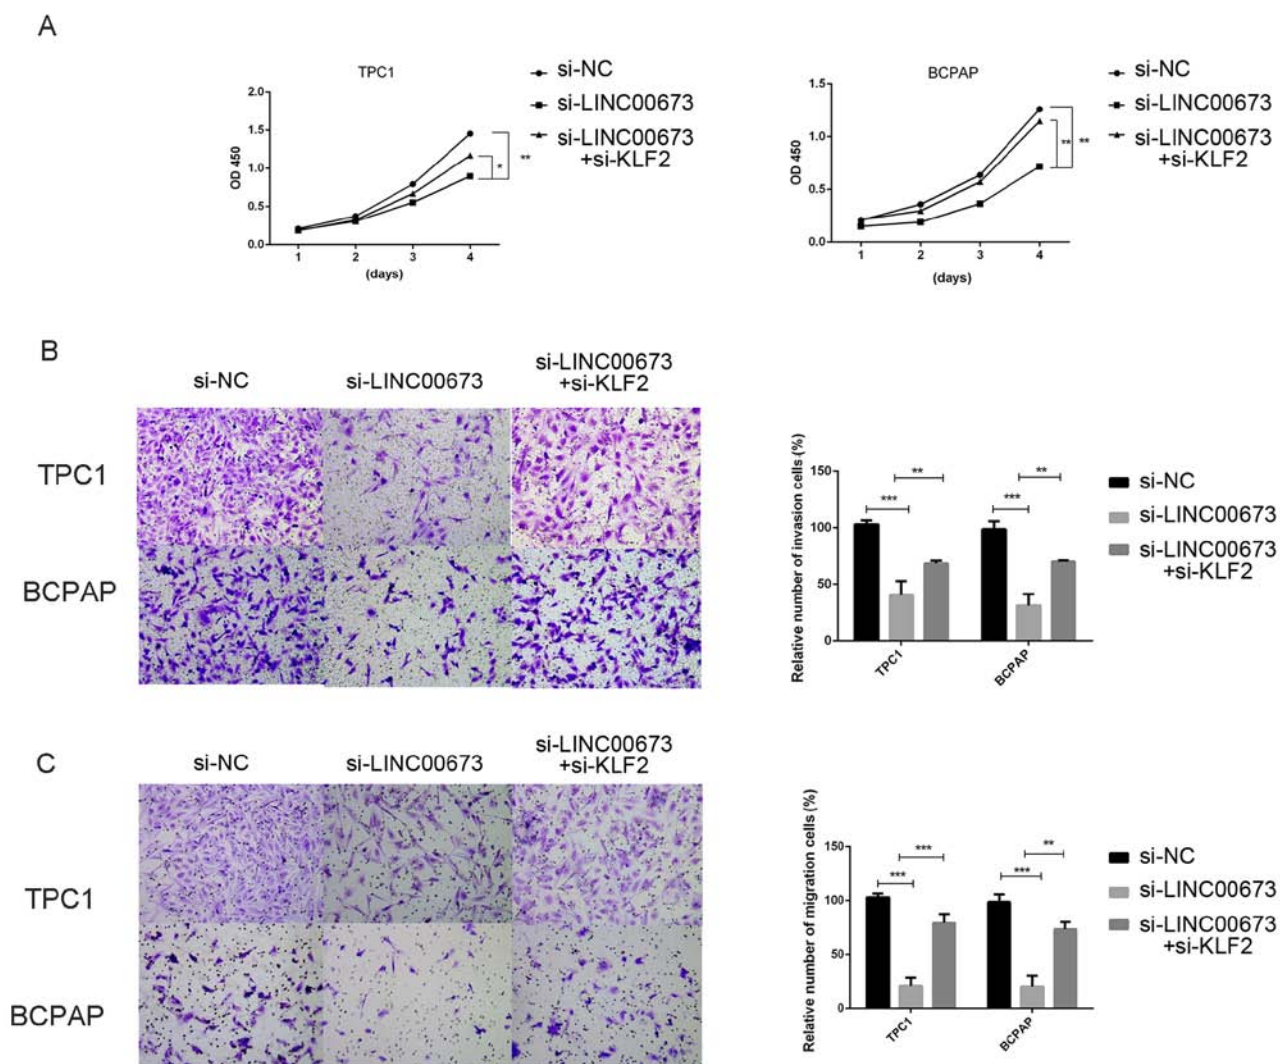 A
TPC1
si-NC
si-LINC00673
si-LINC00673
+si-KLF2
OD 450
2.0
1.5
1.0
0.5
0.0
1 2 3 4
(days)
*
**
BCPAP
si-NC
si-LINC00673
si-LINC00673
+si-KLF2
OD 450
1.5
1.0
0.5
0.0
1 2 3 4
(days)
**
**
B
si-NC si-LINC00673 si-LINC00673
+si-KLF2
TPC1
BCPAP
Relative number of invasion cells (%)
150
100
50
0
*** ** *** **
TPC1 BCPAP
si-NC
si-LINC00673
si-LINC00673
+si-KLF2
C
si-NC si-LINC00673 si-LINC00673
+si-KLF2
TPC1
BCPAP
Relative number of migration cells (%)
150
100
50
0
*** *** *** **
TPC1 BCPAP
si-NC
si-LINC00673
si-LINC00673
+si-KLF2